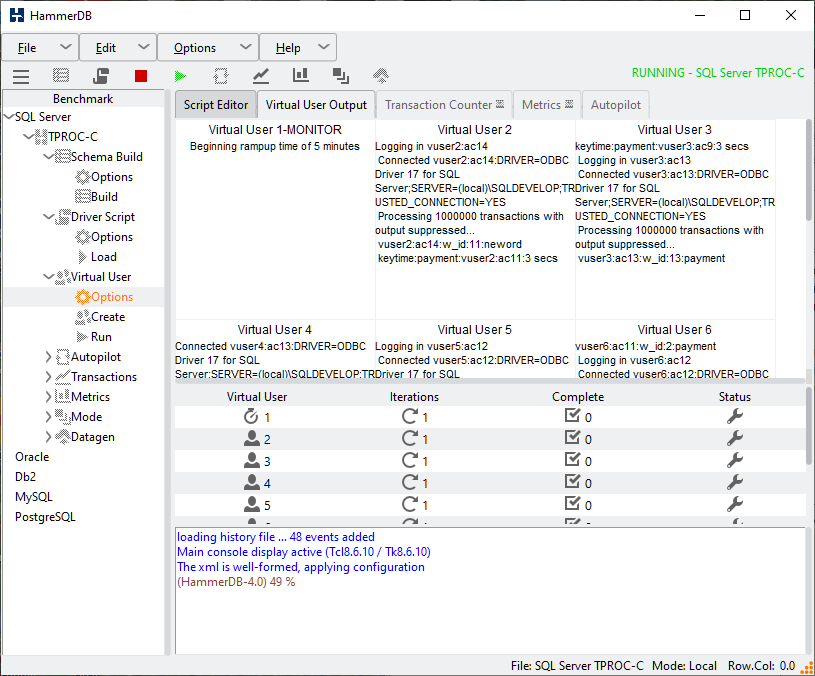 HammerDB
File Edit Options Help
RUNNING - SQL Server TPROC-C
Benchmark
SQL Server
TPROC-C
Schema Build
Options
Build
Driver Script
Options
Load
Virtual User
Options
Create
Run
Autopilot
Transactions
Metrics
Mode
Datagen
Oracle
Db2
MySQL
PostgreSQL
Script Editor Virtual User Output Transaction Counter Metrics Autopilot
Virtual User 1-MONITOR
Beginning rampup time of 5 minutes
Virtual User 2
Logging in vuser2:ac14
Connected vuser2:ac14:DRIVER=ODBC
Driver 17 for SQL
Server;SERVER=(local)\SQLDEVELOP;TR
USTED_CONNECTION=YES
Processing 1000000 transactions with
output suppressed...
vuser2:ac14:w_id:11:neword
keytime:payment:vuser2:ac11:3 secs
Virtual User 3
keytime:payment:vuser3:ac9:3 secs
Logging in vuser3:ac13
Connected vuser3:ac13:DRIVER=ODBC
Driver 17 for SQL
Server;SERVER=(local)\SQLDEVELOP;TR
USTED_CONNECTION=YES
Processing 1000000 transactions with
output suppressed...
vuser3:ac13:w_id:13:payment
Virtual User 4
Connected vuser4:ac13:DRIVER=ODBC
Driver 17 for SQL
Server;SERVER=(local)\SQLDEVELOP;TR
Virtual User 5
Logging in vuser5:ac12
Connected vuser5:ac12:DRIVER=ODBC
Driver 17 for SQL
Virtual User 6
vuser6:ac11:w_id:2:payment
Logging in vuser6:ac12
Connected vuser6:ac12:DRIVER=ODBC
Virtual User Iterations Complete Status
1 1 0
2 1 0
3 1 0
4 1 0
5 1 0
loading history file ... 48 events added
Main console display active (Tcl8.6.10 / Tk8.6.10)
The xml is well-formed, applying configuration
(HammerDB-4.0) 49 %
File: SQL Server TPROC-C Mode: Local Row.Col: 0.0